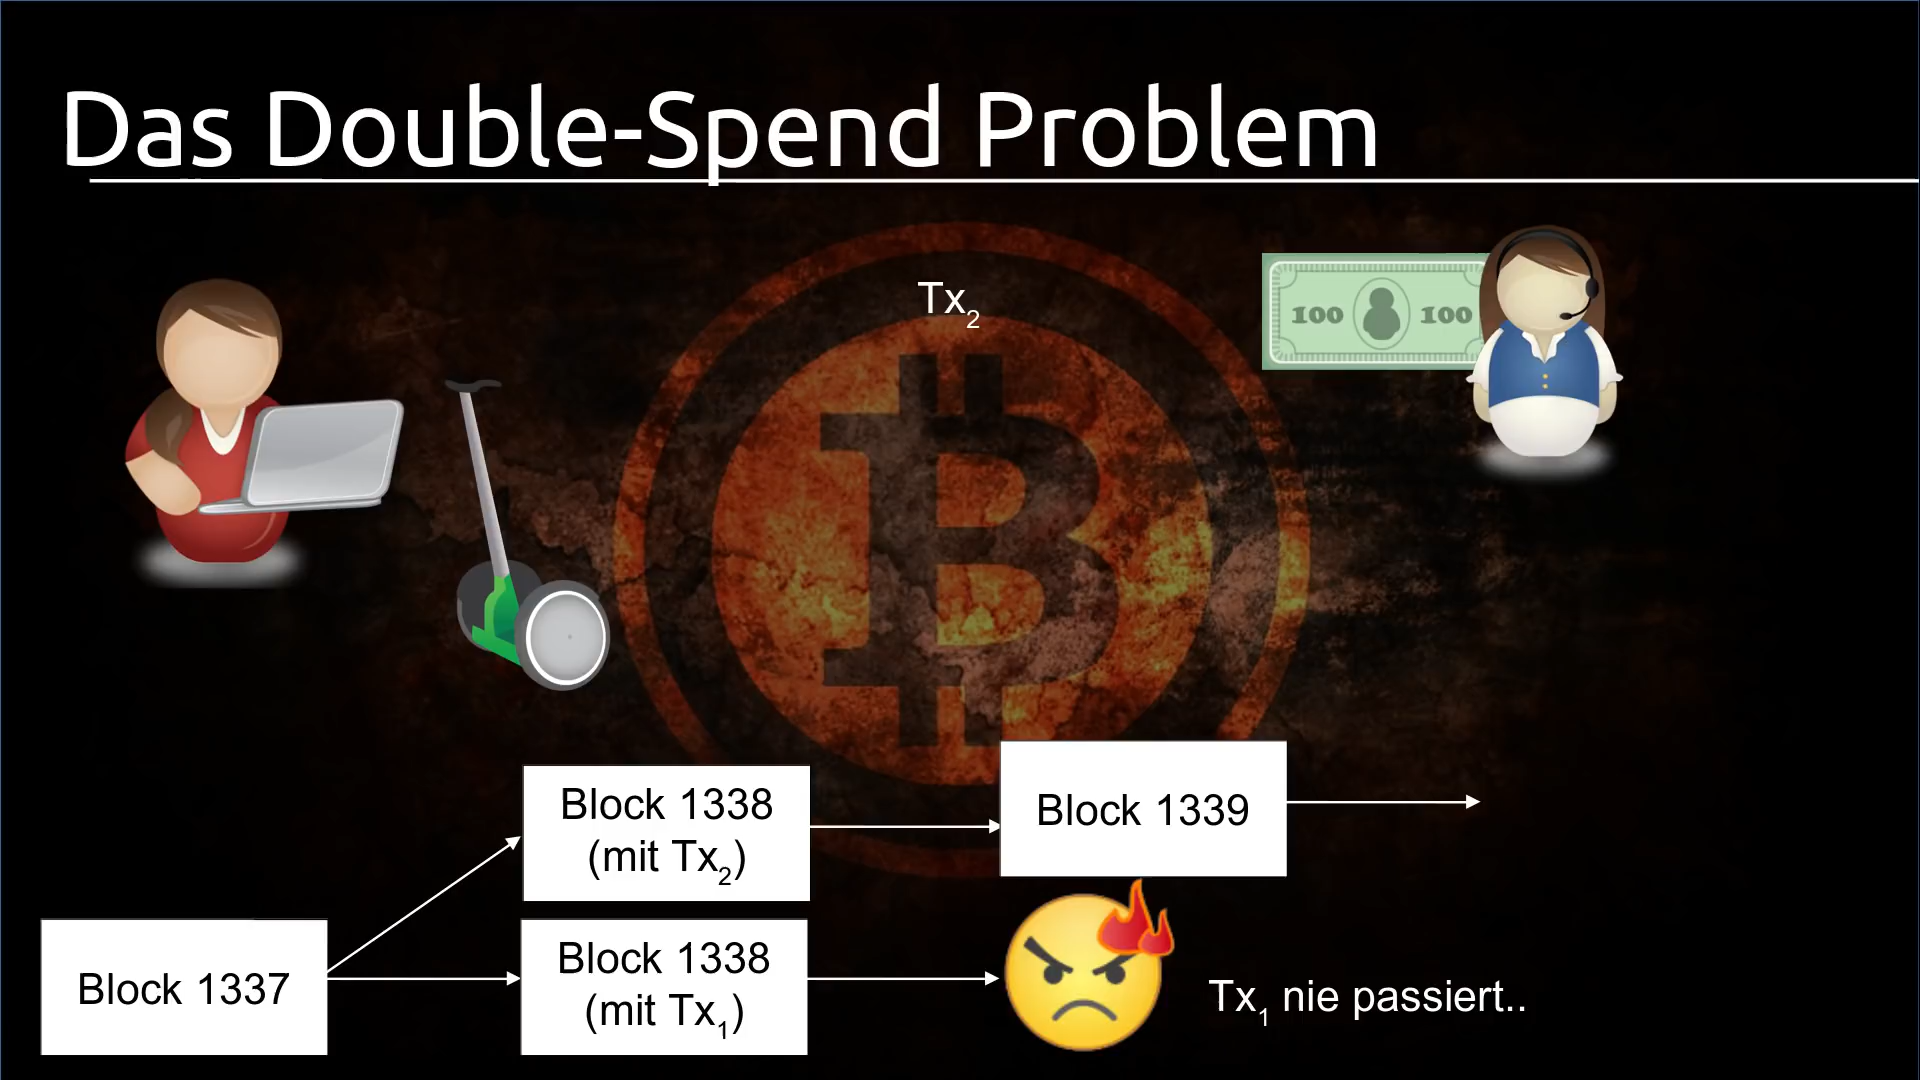 Das Double-Spend Problem
Tx₂
100 100
Block 1338
(mit Tx₂)
Block 1339
Block 1337
Block 1338
(mit Tx₁)
Tx₁ nie passiert..